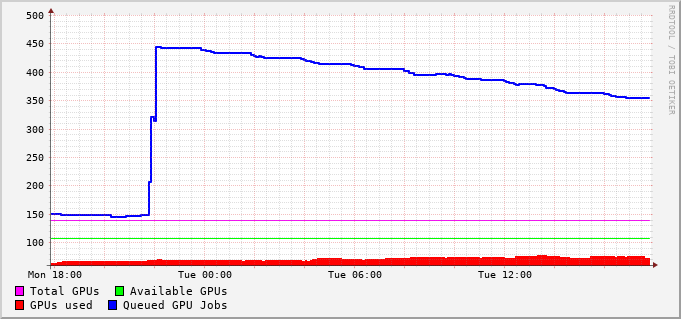 500
450
400
350
300
250
200
150
100
Mon 18:00 Tue 00:00 Tue 06:00 Tue 12:00
Total GPUs Available GPUs
GPUs used Queued GPU Jobs
RRDTOOL / TOBI OETIKER